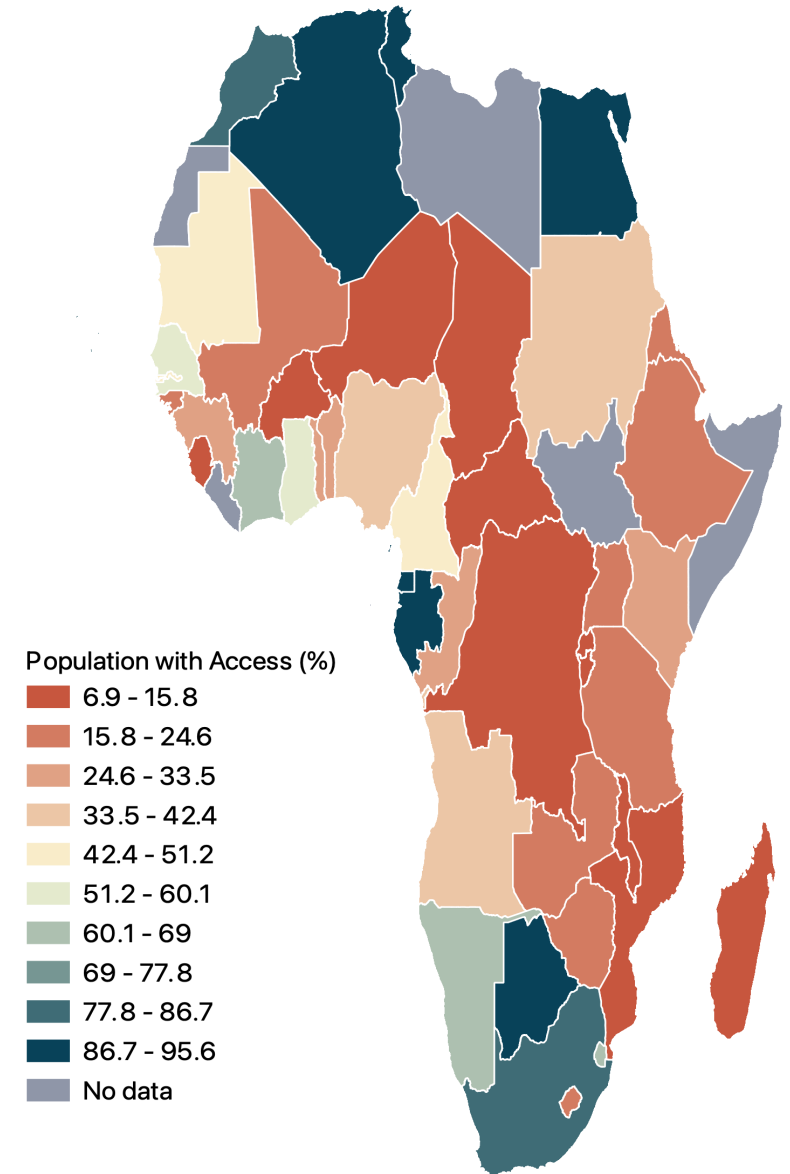 Population with Access (%)
6.9 - 15.8
15.8 - 24.6
24.6 - 33.5
33.5 - 42.4
42.4 - 51.2
51.2 - 60.1
60.1 - 69
69 - 77.8
77.8 - 86.7
86.7 - 95.6
No data